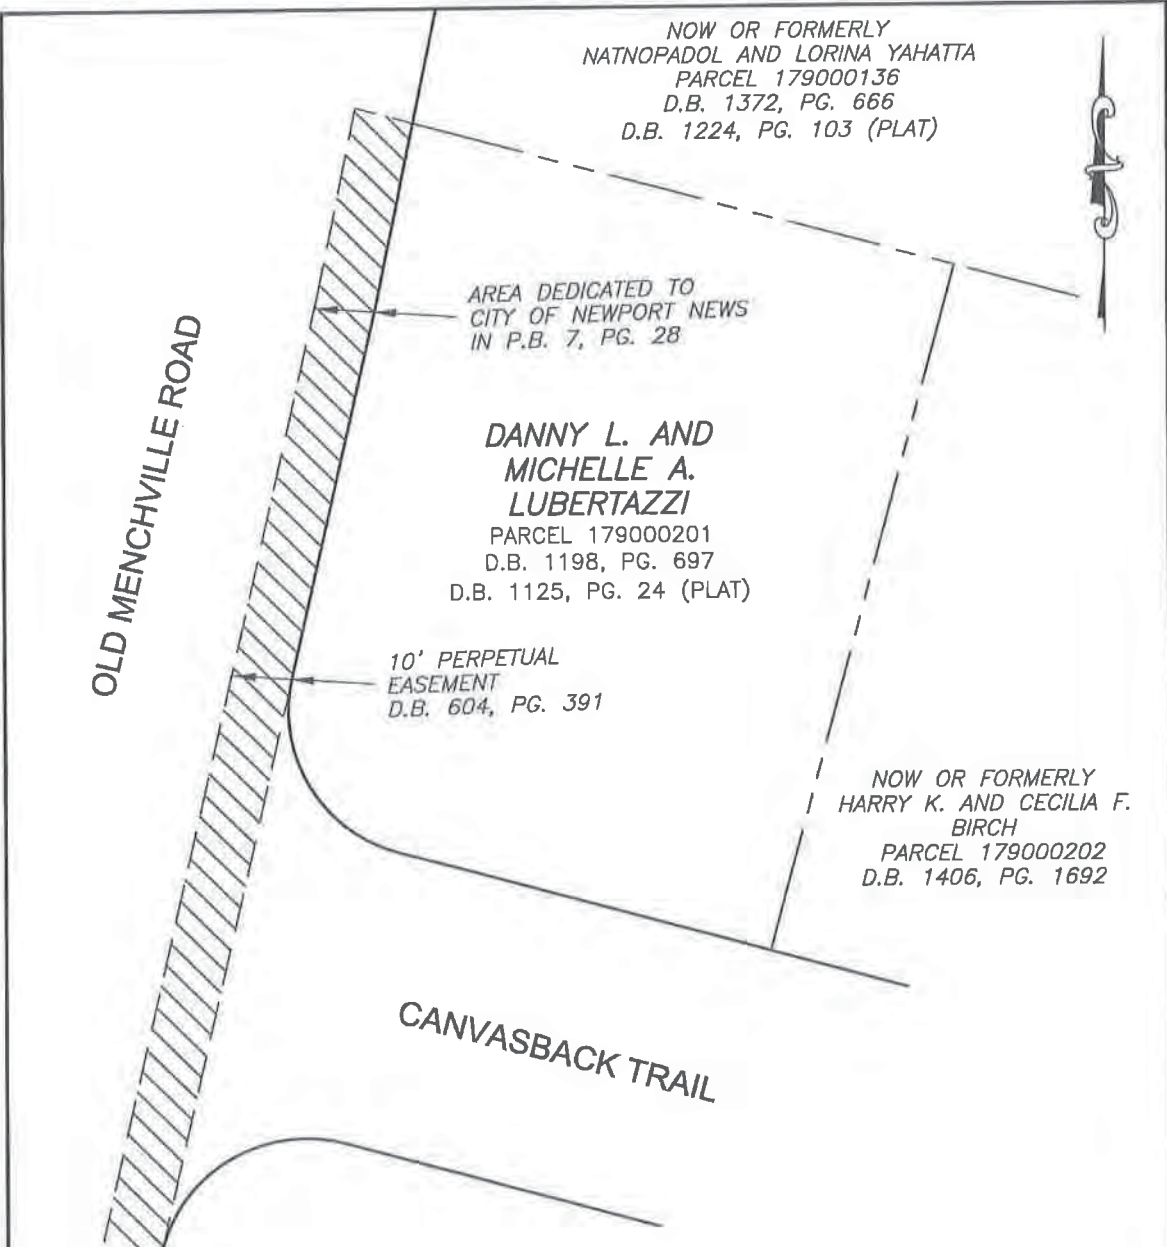 NOW OR FORMERLY
NATNOPADOL AND LORINA YAHATTA
PARCEL 179000136
D.B. 1372, PG. 666
D.B. 1224, PG. 103 (PLAT)
AREA DEDICATED TO
CITY OF NEWPORT NEWS
IN P.B. 7, PG. 28
OLD MENCHVILLE ROAD
DANNY L. AND
MICHELLE A.
LUBERTAZZI
PARCEL 179000201
D.B. 1198, PG. 697
D.B. 1125, PG. 24 (PLAT)
10' PERPETUAL
EASEMENT
D.B. 604, PG. 391
NOW OR FORMERLY
HARRY K. AND CECILIA F.
BIRCH
PARCEL 179000202
D.B. 1406, PG. 1692
CANVASBACK TRAIL